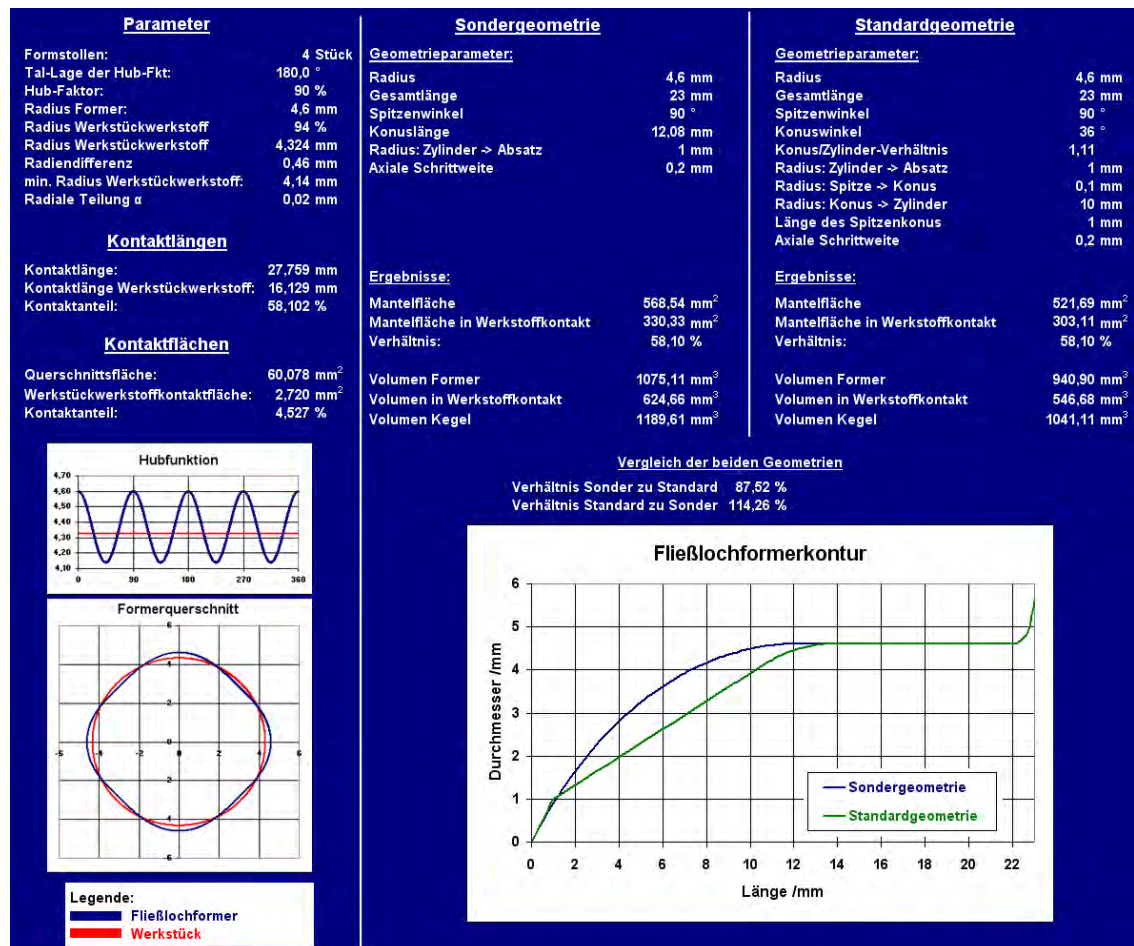 Parameter
Formstollen: 4 Stück
Tal-Lage der Hub-Fkt: 180,0 °
Hub-Faktor: 90 %
Radius Former: 4,6 mm
Radius Werkstückwerkstoff 94 %
Radius Werkstückwerkstoff 4,324 mm
Radiendifferenz 0,46 mm
min. Radius Werkstückwerkstoff: 4,14 mm
Radiale Teilung α 0,02 mm
Kontaktlängen
Kontaktlänge: 27,759 mm
Kontaktlänge Werkstückwerkstoff: 16,129 mm
Kontaktanteil: 58,102 %
Kontaktflächen
Querschnittsfläche: 60,078 mm²
Werkstückwerkstoffkontaktfläche: 2,720 mm²
Kontaktanteil: 4,527 %
Sondergeometrie
Geometrieparameter:
Radius 4,6 mm
Gesamtlänge 23 mm
Spitzenwinkel 90 °
Konuslänge 12,08 mm
Radius: Zylinder -> Absatz 1 mm
Axiale Schrittweite 0,2 mm
Ergebnisse:
Mantelfläche 568,54 mm²
Mantelfläche in Werkstoffkontakt 330,33 mm²
Verhältnis: 58,10 %
Volumen Former 1075,11 mm³
Volumen in Werkstoffkontakt 624,66 mm³
Volumen Kegel 1189,61 mm³
Standardgeometrie
Geometrieparameter:
Radius 4,6 mm
Gesamtlänge 23 mm
Spitzenwinkel 90 °
Konuswinkel 36 °
Konus/Zylinder-Verhältnis 1,11
Radius: Zylinder -> Absatz 1 mm
Radius: Spitze -> Konus 0,1 mm
Radius: Konus -> Zylinder 10 mm
Länge des Spitzenkonus 1 mm
Axiale Schrittweite 0,2 mm
Ergebnisse:
Mantelfläche 521,69 mm²
Mantelfläche in Werkstoffkontakt 303,11 mm²
Verhältnis: 58,10 %
Volumen Former 940,90 mm³
Volumen in Werkstoffkontakt 546,68 mm³
Volumen Kegel 1041,11 mm³
Vergleich der beiden Geometrien
Verhältnis Sonder zu Standard 87,52 %
Verhältnis Standard zu Sonder 114,26 %
Hubfunktion
4,70
4,60
4,50
4,40
4,30
4,20
4,10
0 90 180 270 360
Formerquerschnitt
6
4
2
-6 -4 -2 0 2 4 6
-2
-4
-6
Legende:
Fließlochformer
Werkstück
Fließlochformerkontur
Durchmesser /mm
6
5
4
3
2
1
0
0 2 4 6 8 10 12 14 16 18 20 22
Länge /mm
Sondergeometrie
Standardgeometrie